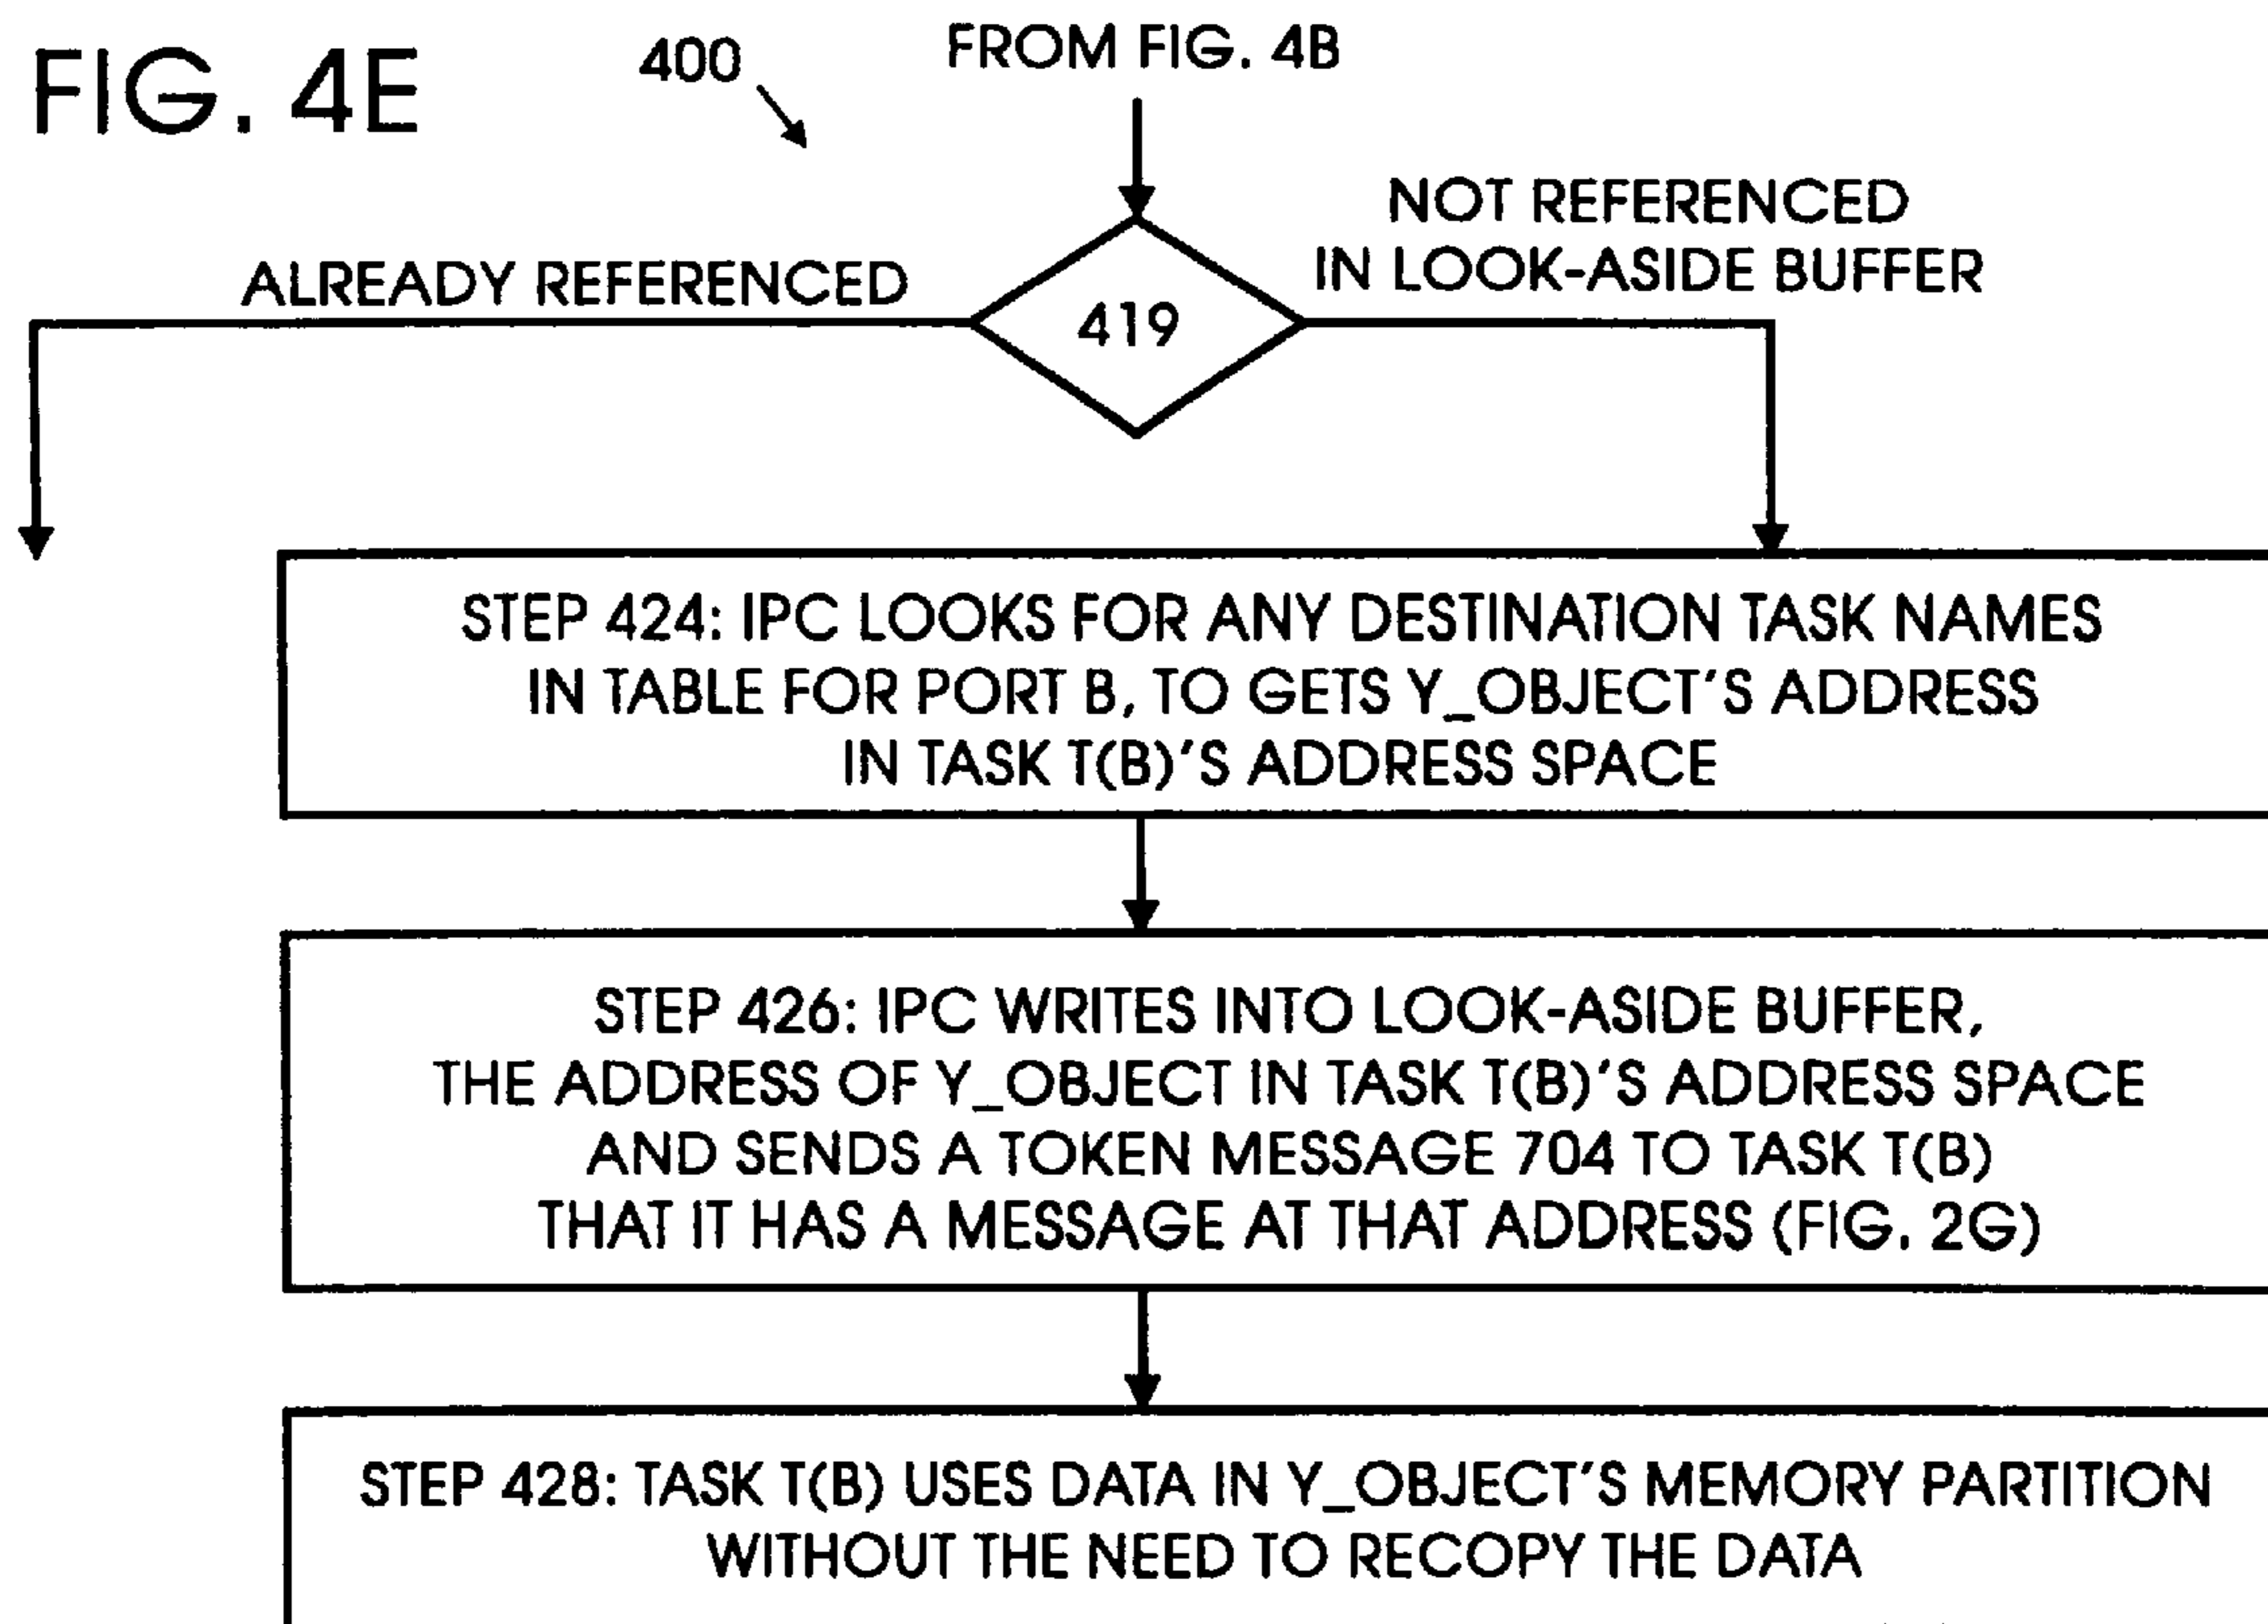 FIG. 4E
400
FROM FIG. 4B
NOT REFERENCED
IN LOOK-ASIDE BUFFER
ALREADY REFERENCED
419
STEP 424: IPC LOOKS FOR ANY DESTINATION TASK NAMES
IN TABLE FOR PORT B, TO GETS Y_OBJECT'S ADDRESS
IN TASK T(B)'S ADDRESS SPACE
STEP 426: IPC WRITES INTO LOOK-ASIDE BUFFER,
THE ADDRESS OF Y_OBJECT IN TASK T(B)'S ADDRESS SPACE
AND SENDS A TOKEN MESSAGE 704 TO TASK T(B)
THAT IT HAS A MESSAGE AT THAT ADDRESS (FIG. 2G)
STEP 428: TASK T(B) USES DATA IN Y_OBJECT'S MEMORY PARTITION
WITHOUT THE NEED TO RECOPY THE DATA